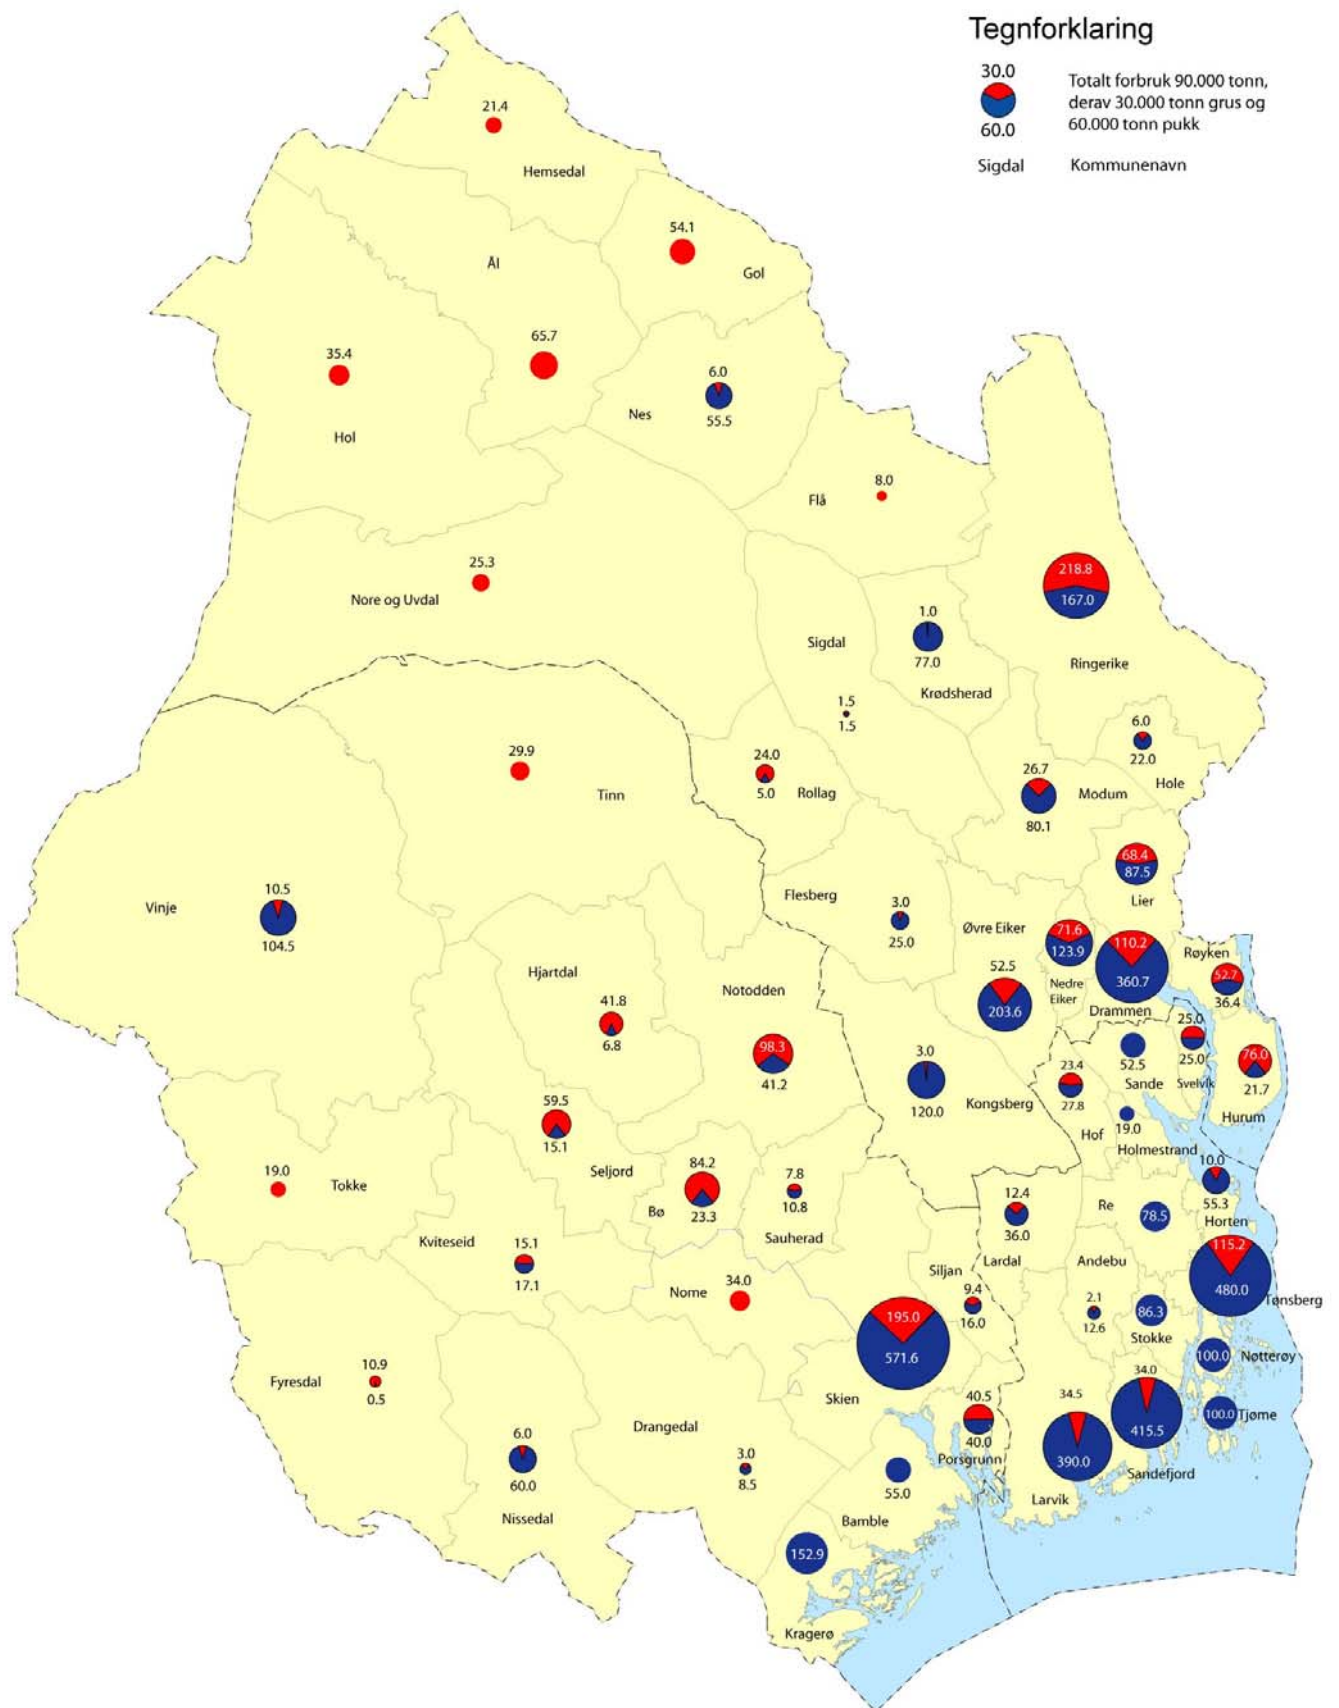 Tegnforklaring
30.0
60.0
Totalt forbruk 90.000 tonn,
derav 30.000 tonn grus og
60.000 tonn pukk
Sigdal
Kommunenavn
21.4
Hemsedal
54.1
Gol
Ål
65.7
35.4
Hol
6.0
Nes
55.5
8.0
Flå
25.3
Nore og Uvdal
218.8
167.0
Ringerike
1.0
77.0
Krødsherad
Sigdal
1.5
1.5
6.0
22.0
Hole
29.9
Tinn
24.0
5.0
Rollag
26.7
Modum
80.1
68.4
87.5
Lier
Vinje
10.5
104.5
Flesberg
3.0
25.0
Øvre Eiker
52.5
203.6
71.6
123.9
Nedre
Eiker
110.2
360.7
Drammen
Røyken
52.7
36.4
Hjartdal
41.8
6.8
Notodden
98.3
41.2
3.0
120.0
Kongsberg
23.4
27.8
Hof
52.5
Sande
25.0
25.0
Svelvik
76.0
21.7
Hurum
19.0
Holmestrand
59.5
15.1
Seljord
19.0
Tokke
84.2
Bø
23.3
7.8
10.8
Sauherad
12.4
36.0
Lardal
Re
78.5
10.0
55.3
Horten
Kviteseid
15.1
17.1
Nome
34.0
Siljan
9.4
16.0
Andebu
2.1
12.6
86.3
Stokke
115.2
480.0
Tønsberg
195.0
571.6
Skien
100.0
Nøtterøy
Fyresdal
10.9
0.5
Drangedal
3.0
8.5
40.5
40.0
Porsgrunn
34.5
390.0
Larvik
34.0
415.5
Sandefjord
100.0
Tjøme
6.0
60.0
Nissedal
55.0
Bamble
152.9
Kragerø